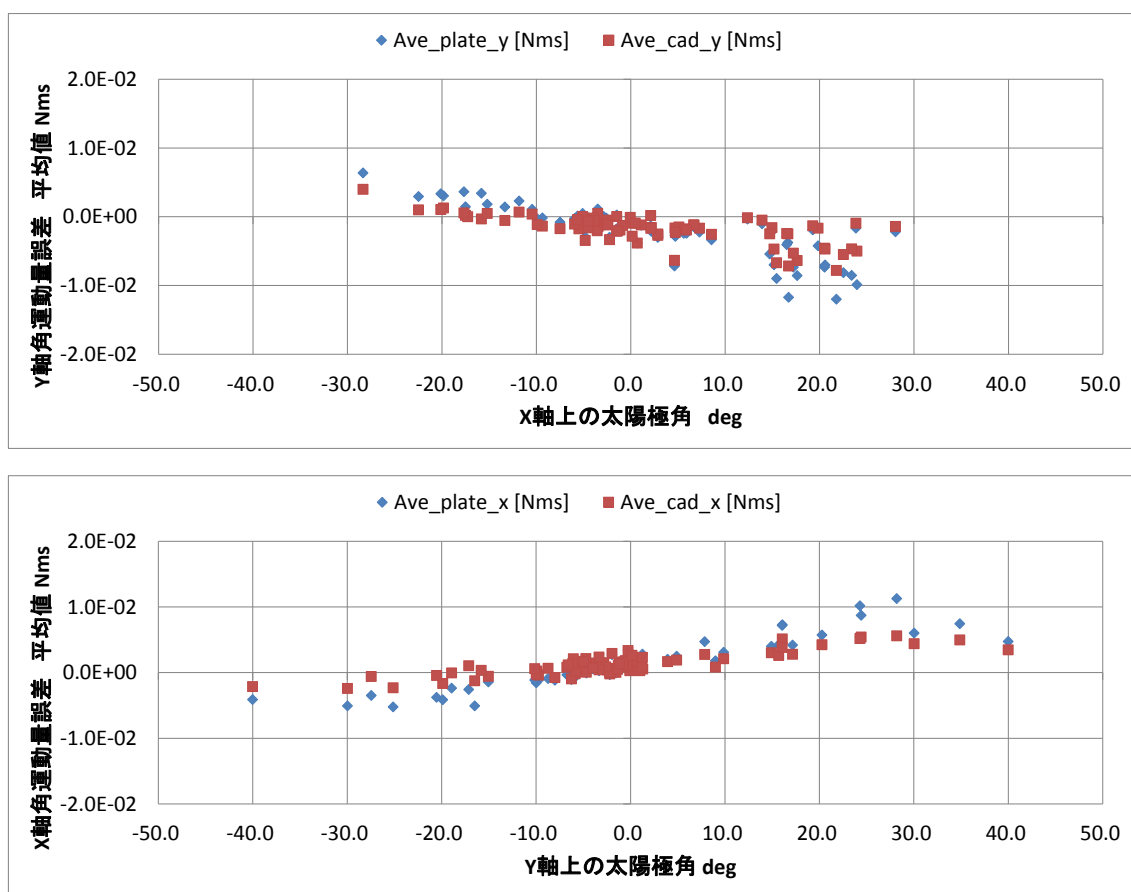 Ave_plate_y [Nms] Ave_cad_y [Nms]
Y軸角運動量誤差 平均値 Nms
2.0E-02
1.0E-02
0.0E+00
-1.0E-02
-2.0E-02
-50.0 -40.0 -30.0 -20.0 -10.0 0.0 10.0 20.0 30.0 40.0 50.0
X軸上の太陽極角 deg
Ave_plate_x [Nms] Ave_cad_x [Nms]
X軸角運動量誤差 平均値 Nms
2.0E-02
1.0E-02
0.0E+00
-1.0E-02
-2.0E-02
-50.0 -40.0 -30.0 -20.0 -10.0 0.0 10.0 20.0 30.0 40.0 50.0
Y軸上の太陽極角 deg